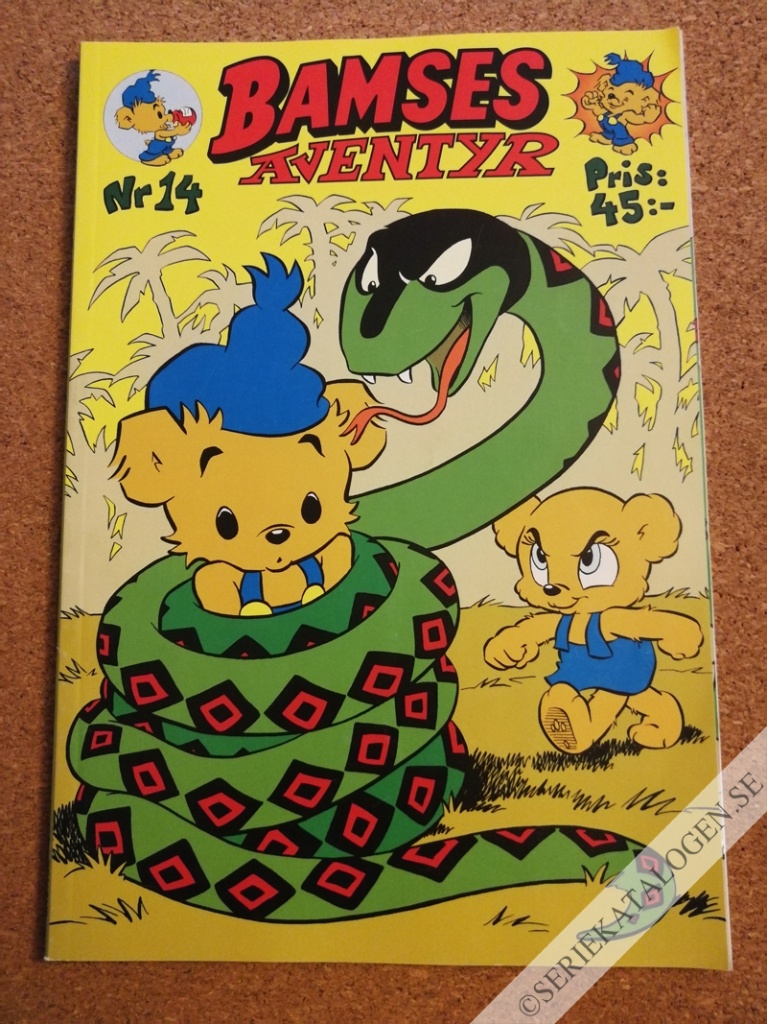 BAMSES
ÄVENTYR
Nr 14
Pris:
45:-
©SERIEKATALOGEN.SE